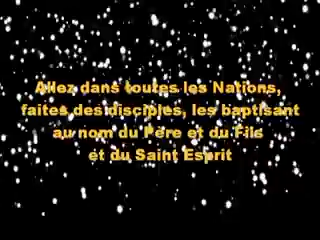 Allez dans toutes les Nations,
faites des disciples, les baptisant
au nom du Père et du Fils
et du Saint Esprit